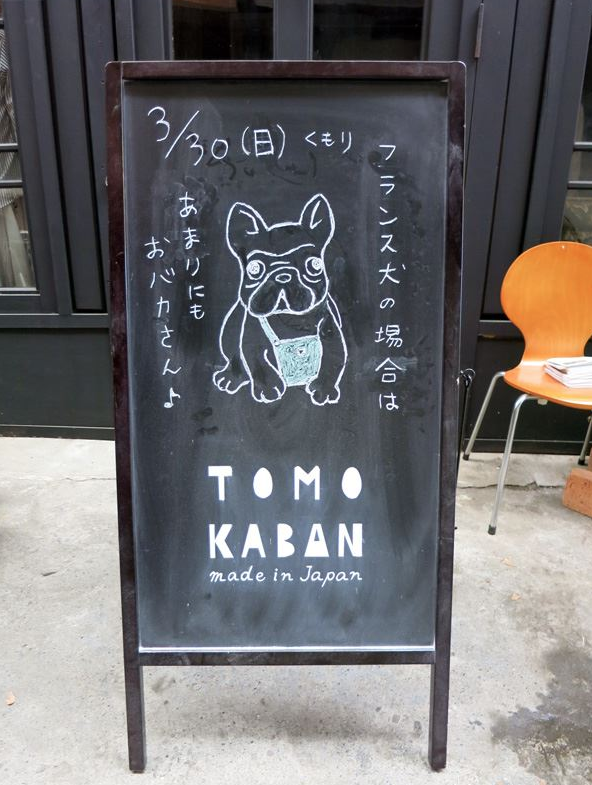 3/30(日) くもり
フランス犬の場合は
あまりにも
おバカさん♪
TOMO
KABAN
made in Japan